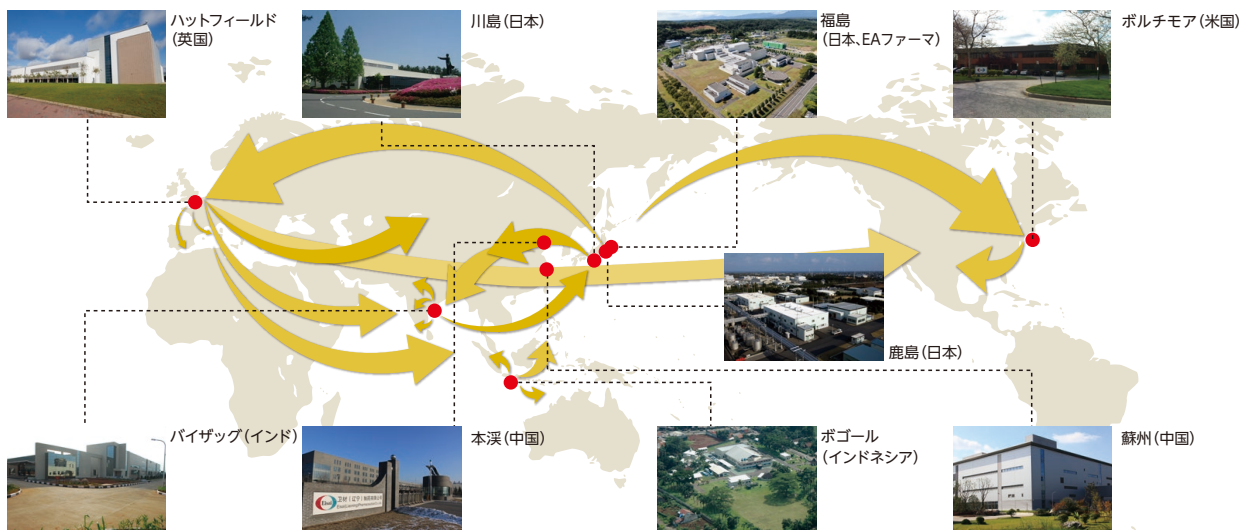 ハットフィールド
(英国)
川島(日本)
福島
(日本、EAファーマ)
ボルチモア(米国)
鹿島(日本)
バイザッグ(インド)
本渓(中国)
ボゴール
(インドネシア)
蘇州(中国)
Eisai